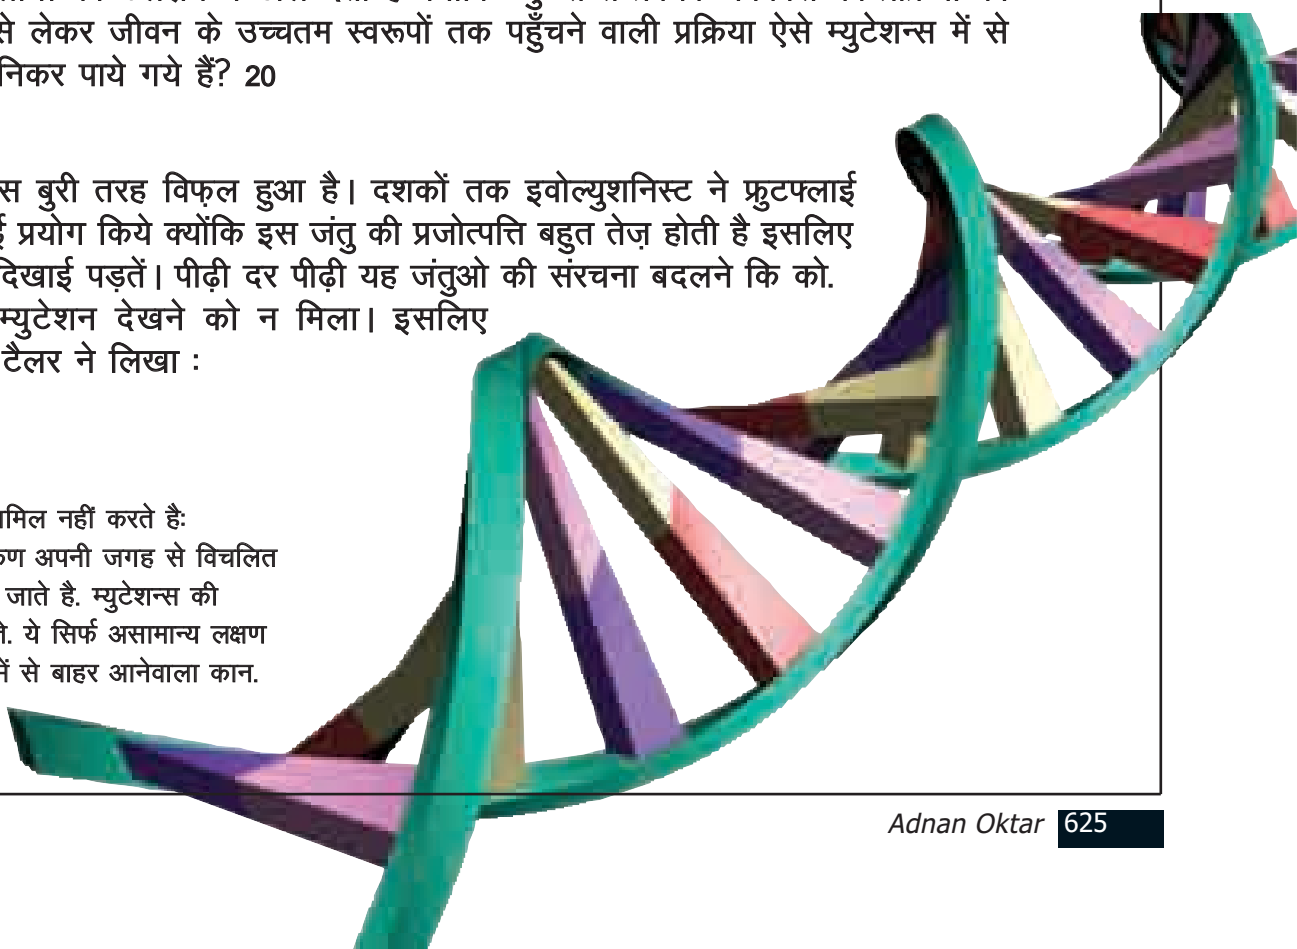 से लेकर जीवन के उच्चतम स्वरूपों तक पहुँचने वाली प्रक्रिया ऐसे म्युटेशन्स में से
निकर पाये गये हैं? 20
स बुरी तरह विफ़ल हुआ है। दशकों तक इवोल्युशनिस्ट ने फ्रुटफ्लाई
ई प्रयोग किये क्योंकि इस जंतु की प्रजोत्पत्ति बहुत तेज़ होती है इसलिए
दिखाई पड़तें। पीढ़ी दर पीढ़ी यह जंतुओ की संरचना बदलने कि को.
म्युटेशन देखने को न मिला। इसलिए
टैलर ने लिखा :
मिल नहीं करते है:
ण अपनी जगह से विचलित
जाते है. म्युटेशन्स की
ते. ये सिर्फ असामान्य लक्षण
में से बाहर आनेवाला कान.
Adnan Oktar 625